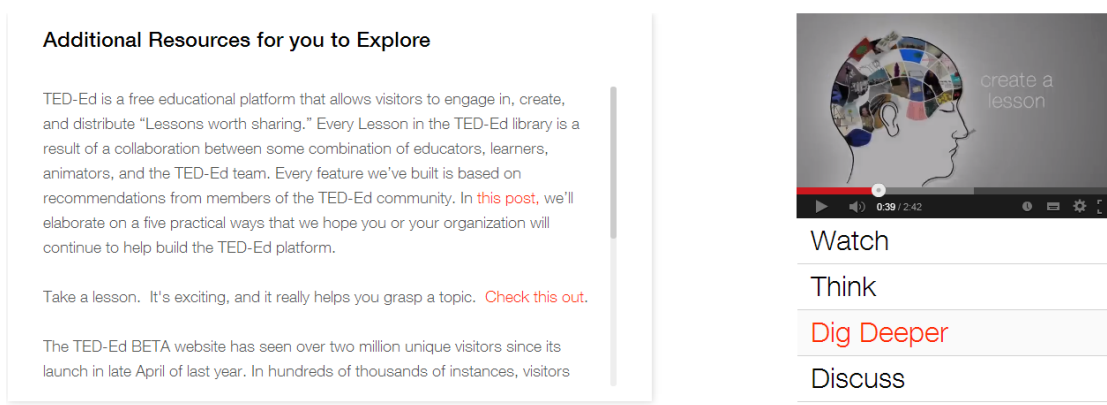 Additional Resources for you to Explore
TED-Ed is a free educational platform that allows visitors to engage in, create,
and distribute “Lessons worth sharing.” Every Lesson in the TED-Ed library is a
result of a collaboration between some combination of educators, learners,
animators, and the TED-Ed team. Every feature we’ve built is based on
recommendations from members of the TED-Ed community. In this post, we’ll
elaborate on a five practical ways that we hope you or your organization will
continue to help build the TED-Ed platform.
Take a lesson.  It's exciting, and it really helps you grasp a topic.  Check this out.
The TED-Ed BETA website has seen over two million unique visitors since its
launch in late April of last year. In hundreds of thousands of instances, visitors
create a
lesson
0:39 / 2:42
Watch
Think
Dig Deeper
Discuss